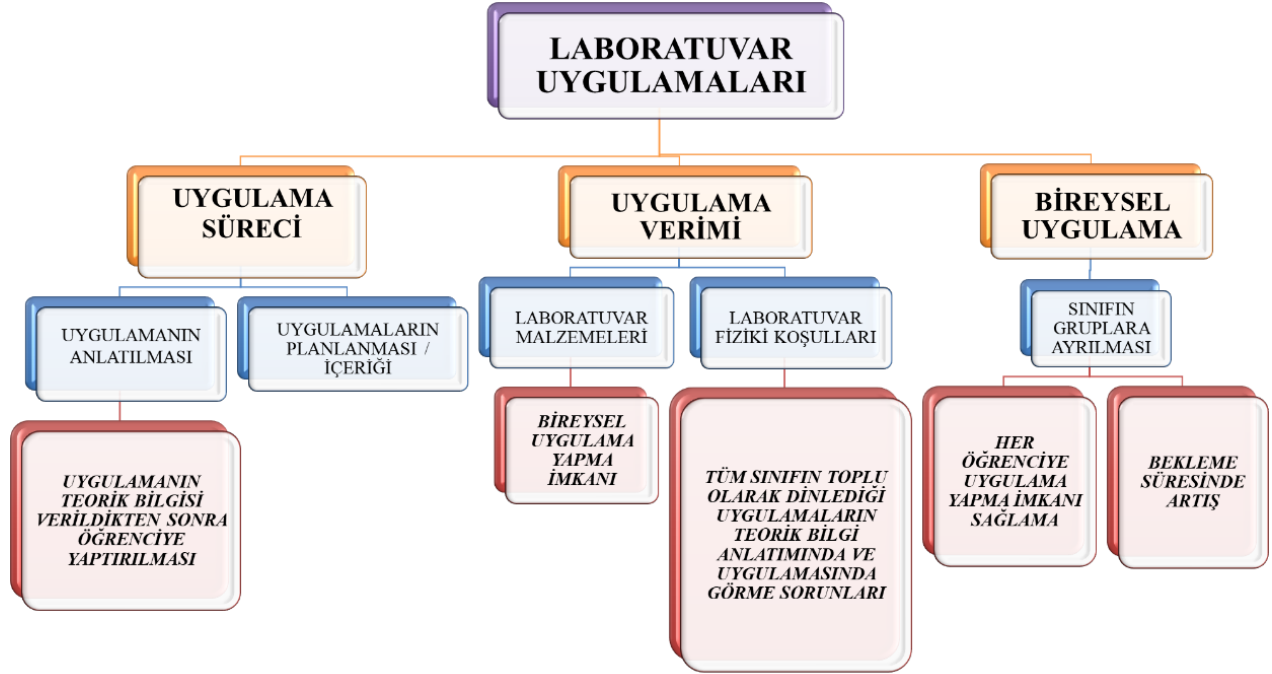 LABORATUVAR
UYGULAMALARI
UYGULAMA
SÜRECİ
UYGULAMA
VERİMİ
BİREYSEL
UYGULAMA
UYGULAMANIN
ANLATILMASI
UYGULAMALARIN
PLANLANMASI /
İÇERİĞİ
LABORATUVAR
MALZEMELERİ
LABORATUVAR
FİZİKİ KOŞULLARI
SINIFIN
GRUPLARA
AYRILMASI
UYGULAMANIN
TEORİK BİLGİSİ
VERİLDİKTEN SONRA
ÖĞRENCİYE
YAPTIRILMASI
BİREYSEL
UYGULAMA
YAPMA
İMKANI
TÜM SINIFIN TOPLU
OLARAK DİNLEDİĞİ
UYGULAMALARIN
TEORİK BİLGİ
ANLATIMINDA VE
UYGULAMASINDA
GÖRME SORUNLARI
HER
ÖĞRENCİYE
UYGULAMA
YAPMA İMKANI
SAĞLAMA
BEKLEME
SÜRESİNDE
ARTIŞ